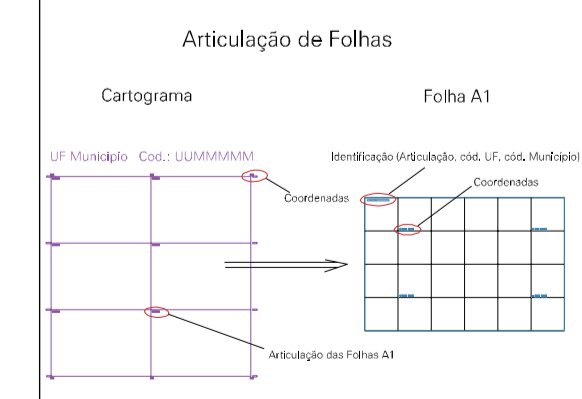 Articulação de Folhas
Cartograma
Folha A1
UF Municipio Cod.: UUMMMMM
Identificação (Articulação, cód. UF, cód. Município)
Coordenadas
Coordenadas
Articulação das Folhas A1